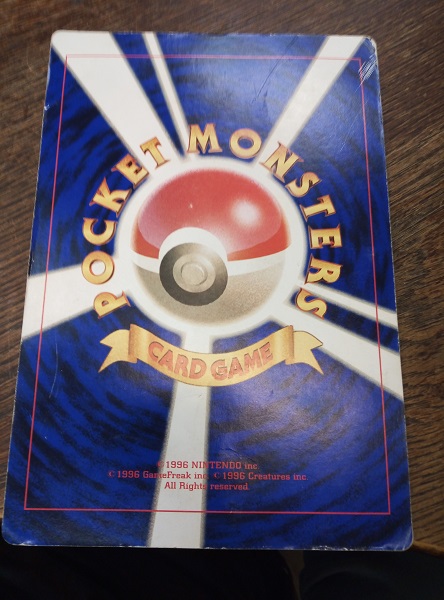 POCKET MONSTERS
CARD GAME
©1996 NINTENDO inc.
©1996 GameFreak inc. ©1996 Creatures inc.
All Rights reserved.